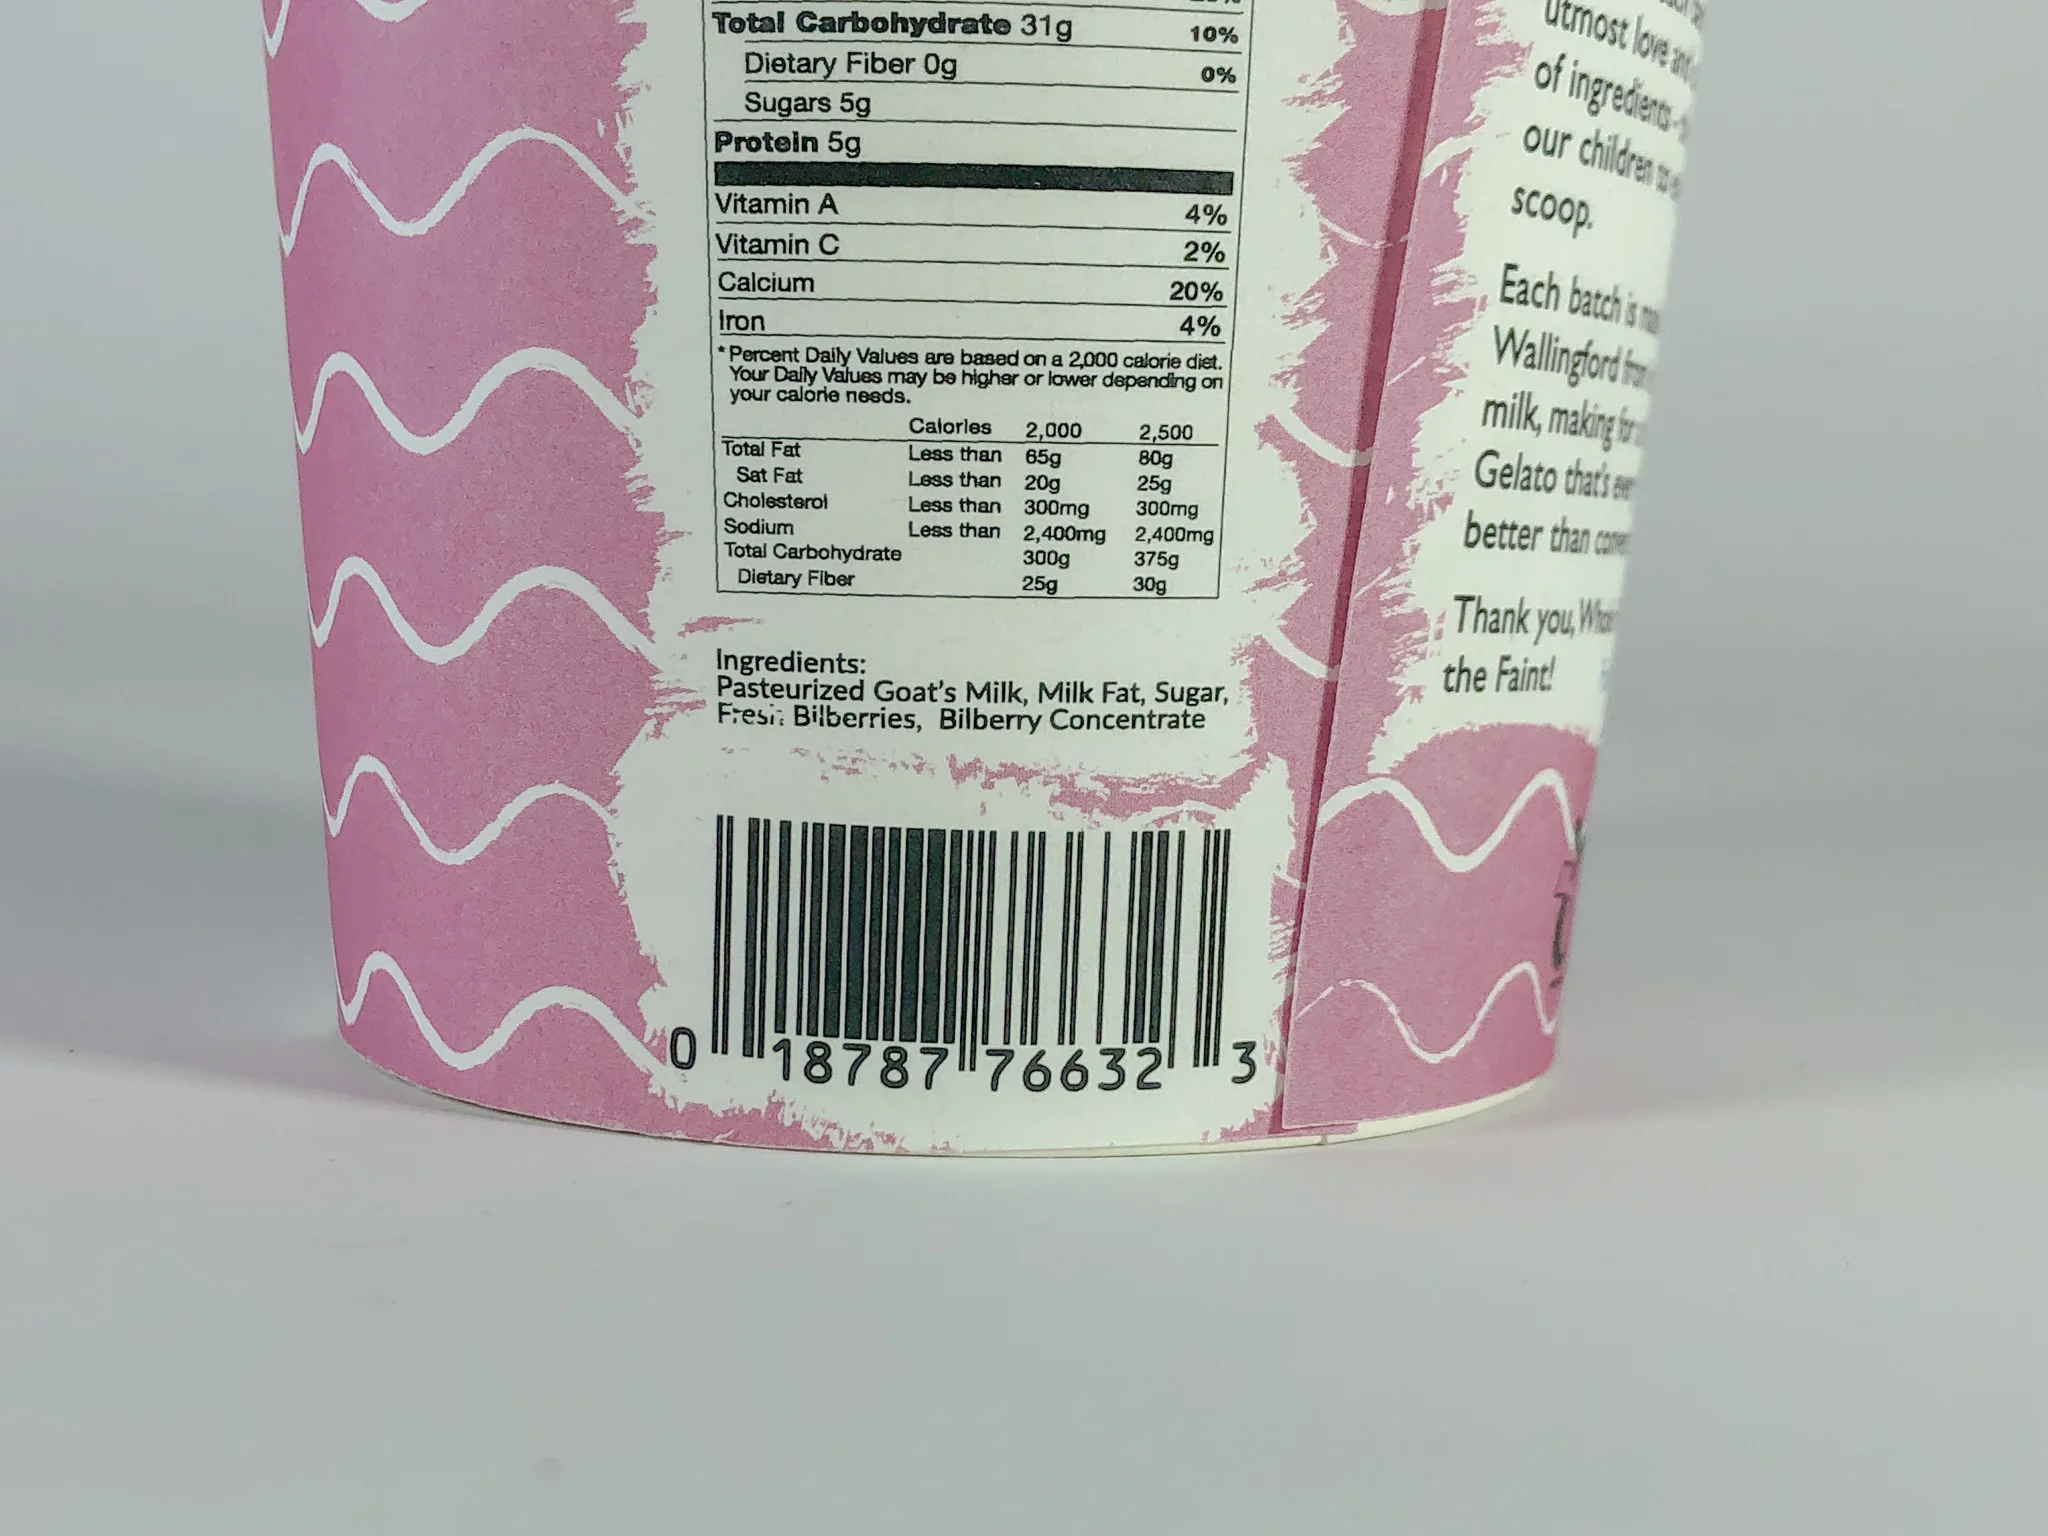 Total Carbohydrate 31g 10%
Dietary Fiber 0g 0%
Sugars 5g
Protein 5g
Vitamin A 4%
Vitamin C 2%
Calcium 20%
Iron 4%
* Percent Daily Values are based on a 2,000 calorie diet.
Your Daily Values may be higher or lower depending on
your calorie needs.
Calories 2,000 2,500
Total Fat Less than 65g 80g
Sat Fat Less than 20g 25g
Cholesterol Less than 300mg 300mg
Sodium Less than 2,400mg 2,400mg
Total Carbohydrate 300g 375g
Dietary Fiber 25g 30g
Ingredients:
Pasteurized Goat's Milk, Milk Fat, Sugar,
Fresh Bilberries, Bilberry Concentrate
0 18787 76632 3
utmost love and
of ingredients-
our children to
scoop.
Each batch is
Wallingford
milk, making for
Gelato that's
better than
Thank you,
the Faint!